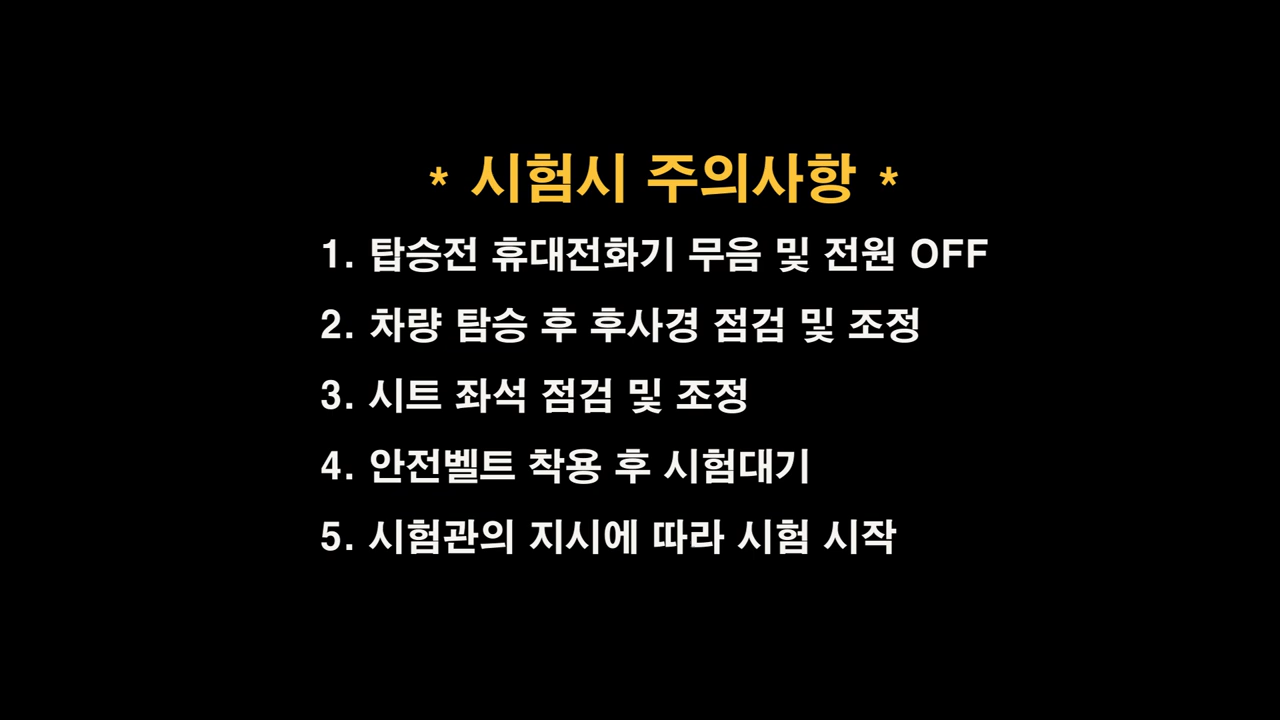 * 시험시 주의사항 *
1. 탑승전 휴대전화기 무음 및 전원 OFF
2. 차량 탐승 후 후사경 점검 및 조정
3. 시트 좌석 점검 및 조정
4. 안전벨트 착용 후 시험대기
5. 시험관의 지시에 따라 시험 시작